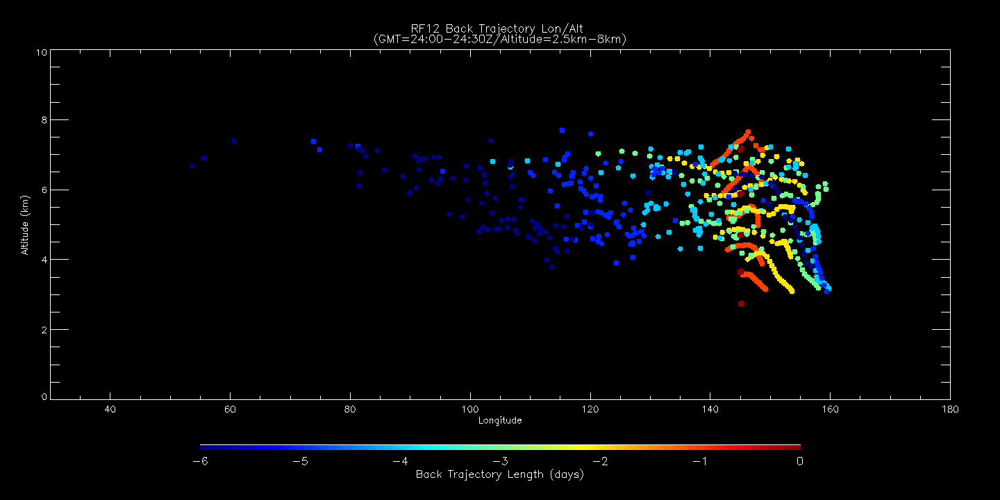 RF12 Back Trajectory Lon/Alt
(GMT=24:00-24:30Z/Altitude=2.5km-8km)
10
8
6
4
2
0
Altitude (km)
40 60 80 100 120 140 160 180
Longitude
-6 -5 -4 -3 -2 -1 0
Back Trajectory Length (days)